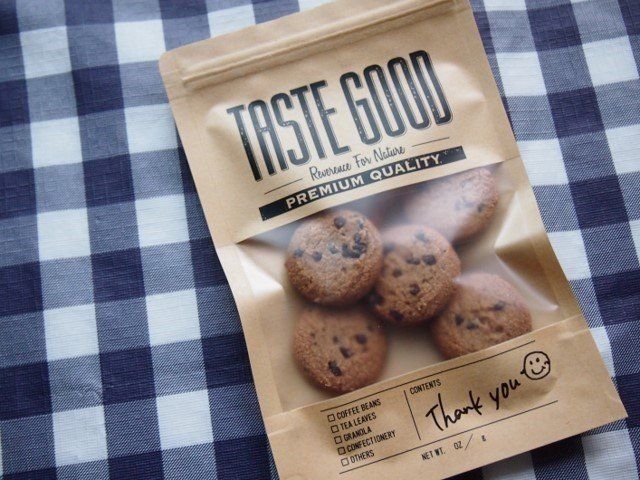 TASTE GOOD
Reverence For Nature
PREMIUM QUALITY
☐ COFFEE BEANS
☐ TEA LEAVES
☐ GRANOLA
☐ CONFECTIONERY
☐ OTHERS
CONTENTS
Thank you
NET WT. OZ / g